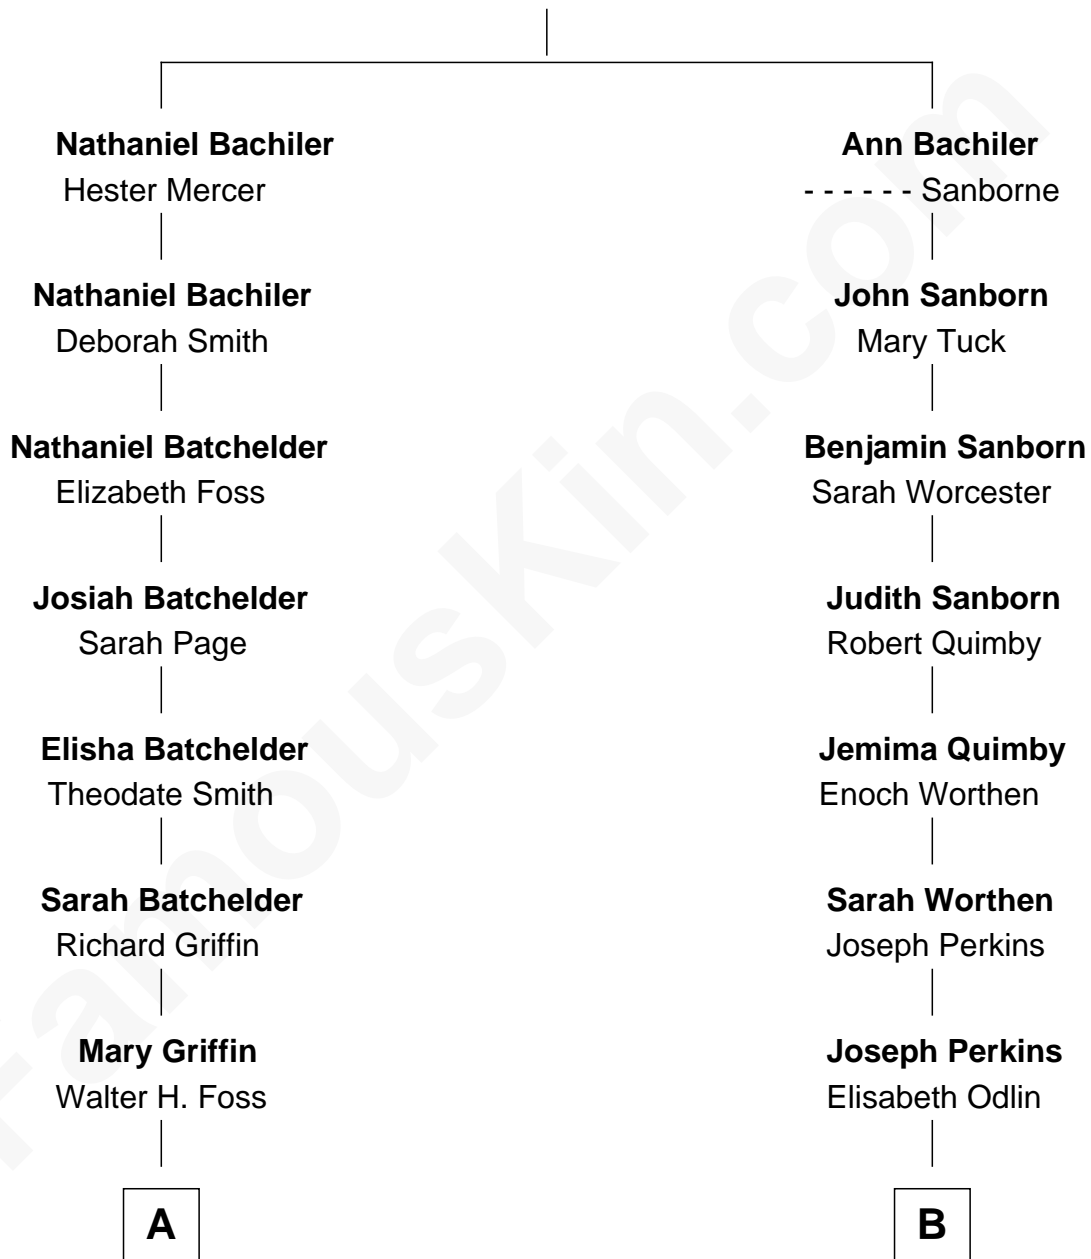 Nathaniel Bachiler
Hester Mercer
Nathaniel Bachiler
Deborah Smith
Nathaniel Batchelder
Elizabeth Foss
Josiah Batchelder
Sarah Page
Elisha Batchelder
Theodate Smith
Sarah Batchelder
Richard Griffin
Mary Griffin
Walter H. Foss
A
Ann Bachiler
- - - - - - Sanborne
John Sanborn
Mary Tuck
Benjamin Sanborn
Sarah Worcester
Judith Sanborn
Robert Quimby
Jemima Quimby
Enoch Worthen
Sarah Worthen
Joseph Perkins
Joseph Perkins
Elisabeth Odlin
B
FamousKin.com